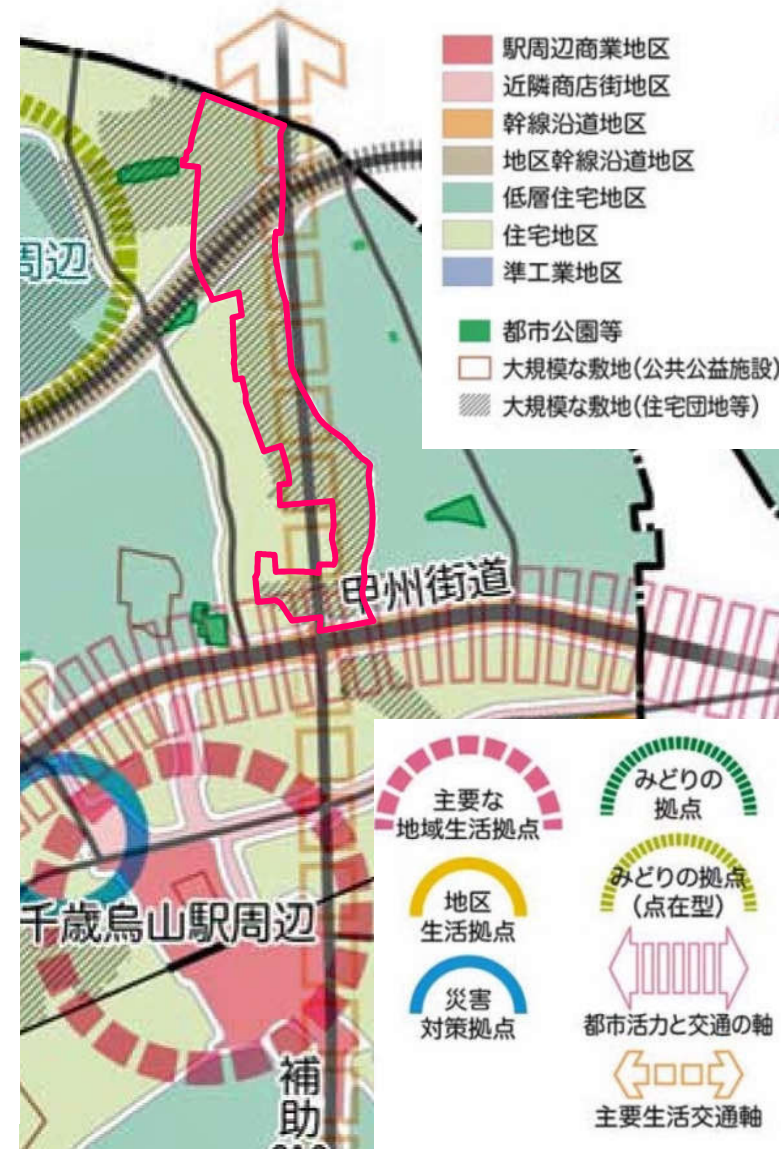 駅周辺商業地区
近隣商店街地区
幹線沿道地区
地区幹線沿道地区
低層住宅地区
住宅地区
準工業地区
都市公園等
大規模な敷地(公共公益施設)
大規模な敷地(住宅団地等)
周辺
甲州街道
千歳烏山駅周辺
補助
主要な
地域生活拠点
みどりの
拠点
地区
生活拠点
みどりの拠点
(点在型)
災害
対策拠点
都市活力と交通の軸
主要生活交通軸